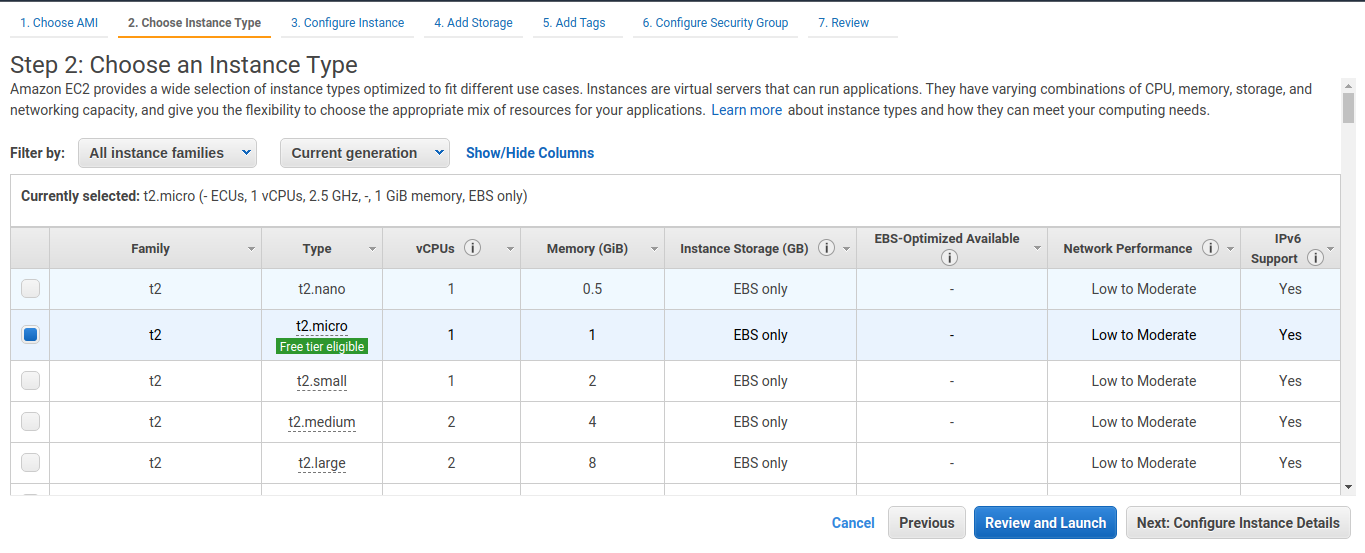 1. Choose AMI 2. Choose Instance Type 3. Configure Instance 4. Add Storage 5. Add Tags 6. Configure Security Group 7. Review
Step 2: Choose an Instance Type
Amazon EC2 provides a wide selection of instance types optimized to fit different use cases. Instances are virtual servers that can run applications. They have varying combinations of CPU, memory, storage, and
networking capacity, and give you the flexibility to choose the appropriate mix of resources for your applications. Learn more about instance types and how they can meet your computing needs.
Filter by: All instance families Current generation Show/Hide Columns
Currently selected: t2.micro (- ECUs, 1 vCPUs, 2.5 GHz, -, 1 GiB memory, EBS only)
Family Type vCPUs i Memory (GiB) Instance Storage (GB) i EBS-Optimized Available i Network Performance i IPv6 Support i
t2 t2.nano 1 0.5 EBS only - Low to Moderate Yes
t2 t2.micro Free tier eligible 1 1 EBS only - Low to Moderate Yes
t2 t2.small 1 2 EBS only - Low to Moderate Yes
t2 t2.medium 2 4 EBS only - Low to Moderate Yes
t2 t2.large 2 8 EBS only - Low to Moderate Yes
Cancel Previous Review and Launch Next: Configure Instance Details